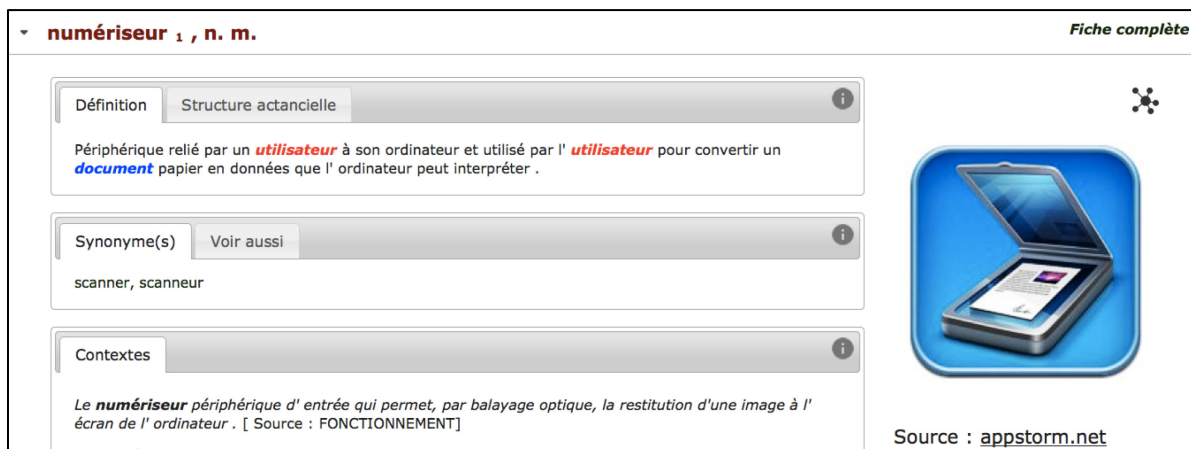 numériseur 1 , n. m.
Fiche complète
Définition
Structure actancielle
Périphérique relié par un utilisateur à son ordinateur et utilisé par l' utilisateur pour convertir un
document papier en données que l' ordinateur peut interpréter .
Synonyme(s)
Voir aussi
scanner, scanneur
Contextes
Le numériseur périphérique d' entrée qui permet, par balayage optique, la restitution d'une image à l'
écran de l' ordinateur . [ Source : FONCTIONNEMENT]
Source : appstorm.net